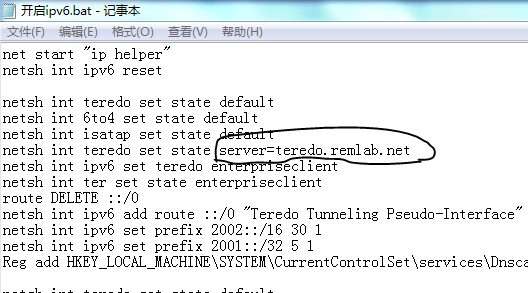 开启ipv6.bat - 记事本
文件(F) 编辑(E) 格式(O) 查看(V) 帮助(H)
net start "ip helper"
netsh int ipv6 reset
netsh int teredo set state default
netsh int 6to4 set state default
netsh int isatap set state default
netsh int teredo set state server=teredo.remlab.net
netsh int ipv6 set teredo enterpriseclient
netsh int ter set state enterpriseclient
route DELETE ::/0
netsh int ipv6 add route ::/0 "Teredo Tunneling Pseudo-Interface"
netsh int ipv6 set prefix 2002::/16 30 1
netsh int ipv6 set prefix 2001::/32 5 1
Reg add HKEY_LOCAL_MACHINE\SYSTEM\CurrentControlSet\services\Dnsca
netsh int teredo set state default